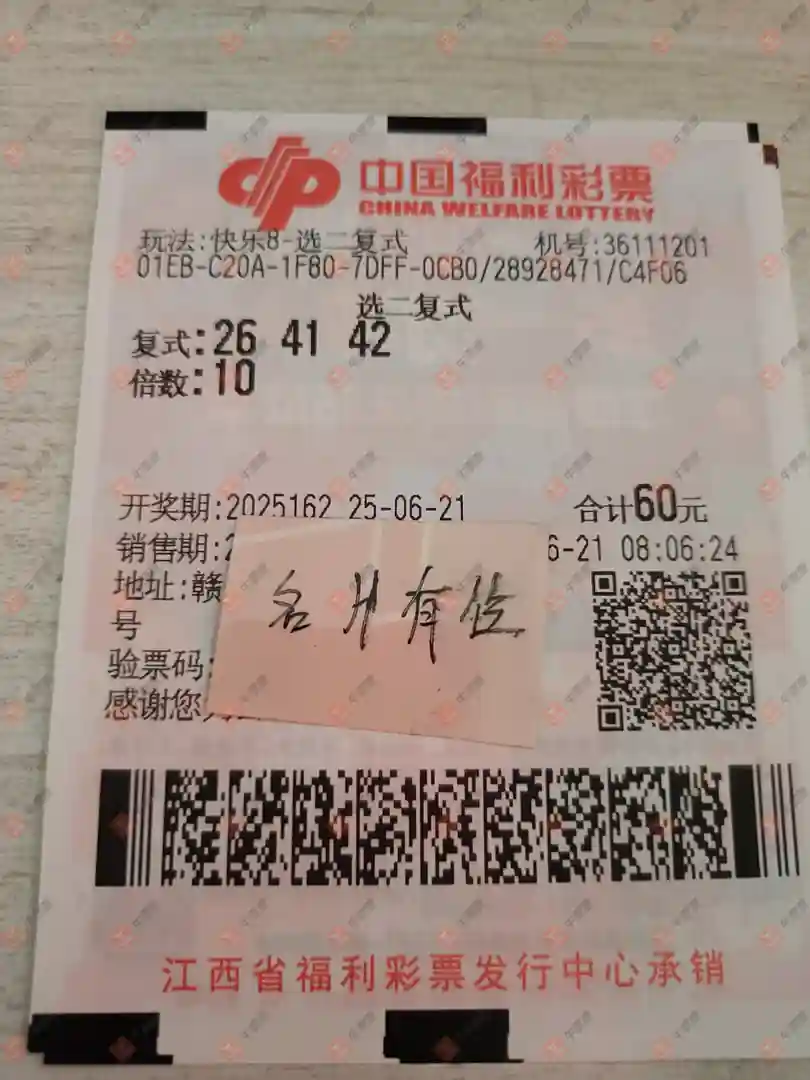 中国福利彩票
CHINA WELFARE LOTTERY
玩法:快乐8-选二复式 机号:36111201
01EB-C20A-1F80-7DFF-0CB0/28928471/C4F06
选二复式
复式:26 41 42
倍数:10
开奖期:2025162 25-06-21 合计60元
销售期:2 6-21 08:06:24
地址:赣
号
名升有位
验票码:
感谢您
江西省福利彩票发行中心承销